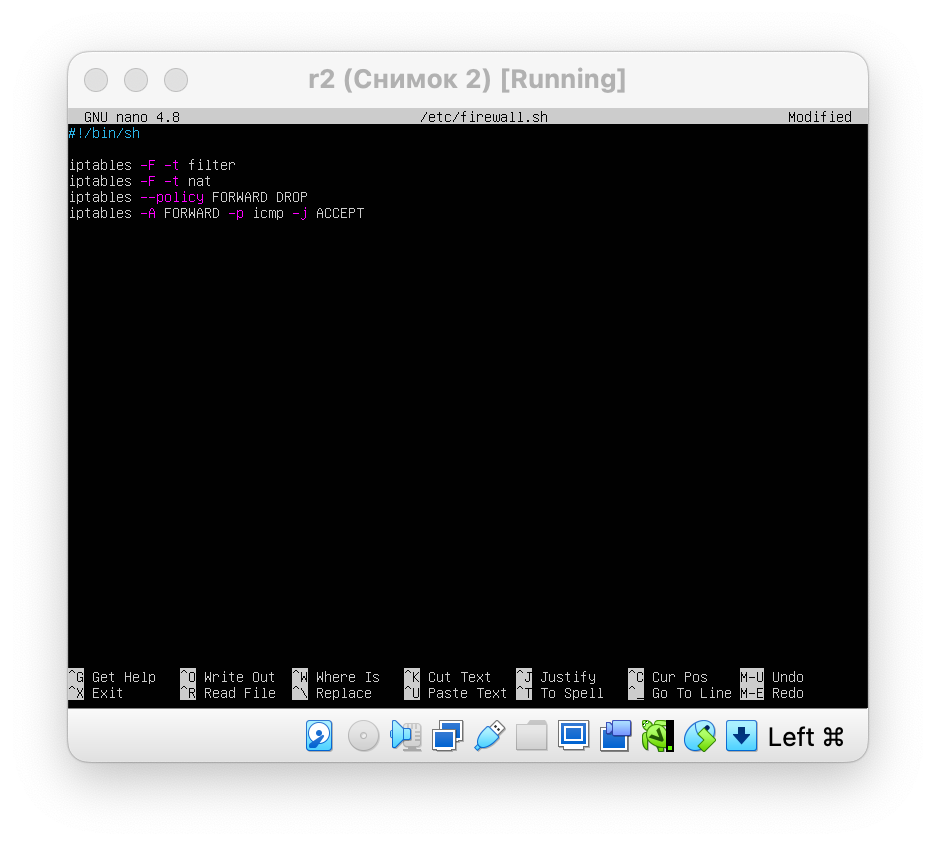 r2 (Снимок 2) [Running]
GNU nano 4.8 /etc/firewall.sh Modified
#!/bin/sh
iptables -F -t filter
iptables -F -t nat
iptables --policy FORWARD DROP
iptables -A FORWARD -p icmp -j ACCEPT
^G Get Help ^O Write Out ^W Where Is ^K Cut Text ^J Justify ^C Cur Pos M-U Undo
^X Exit ^R Read File ^\ Replace ^U Paste Text ^T To Spell ^_ Go To Line M-E Redo
Left ⌘